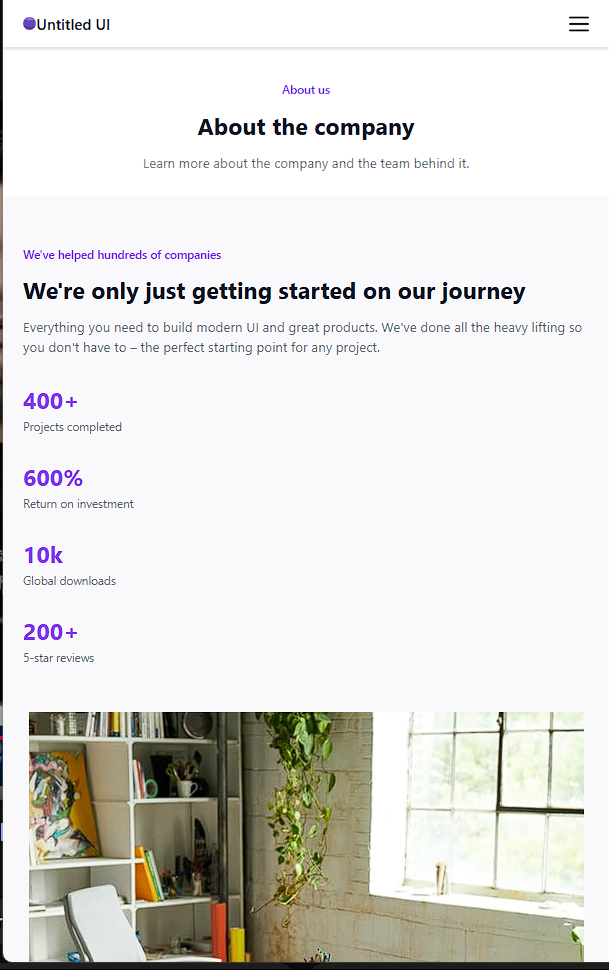 Untitled UI
About us
About the company
Learn more about the company and the team behind it.
We've helped hundreds of companies
We're only just getting started on our journey
Everything you need to build modern UI and great products. We've done all the heavy lifting so
you don't have to – the perfect starting point for any project.
400+
Projects completed
600%
Return on investment
10k
Global downloads
200+
5-star reviews